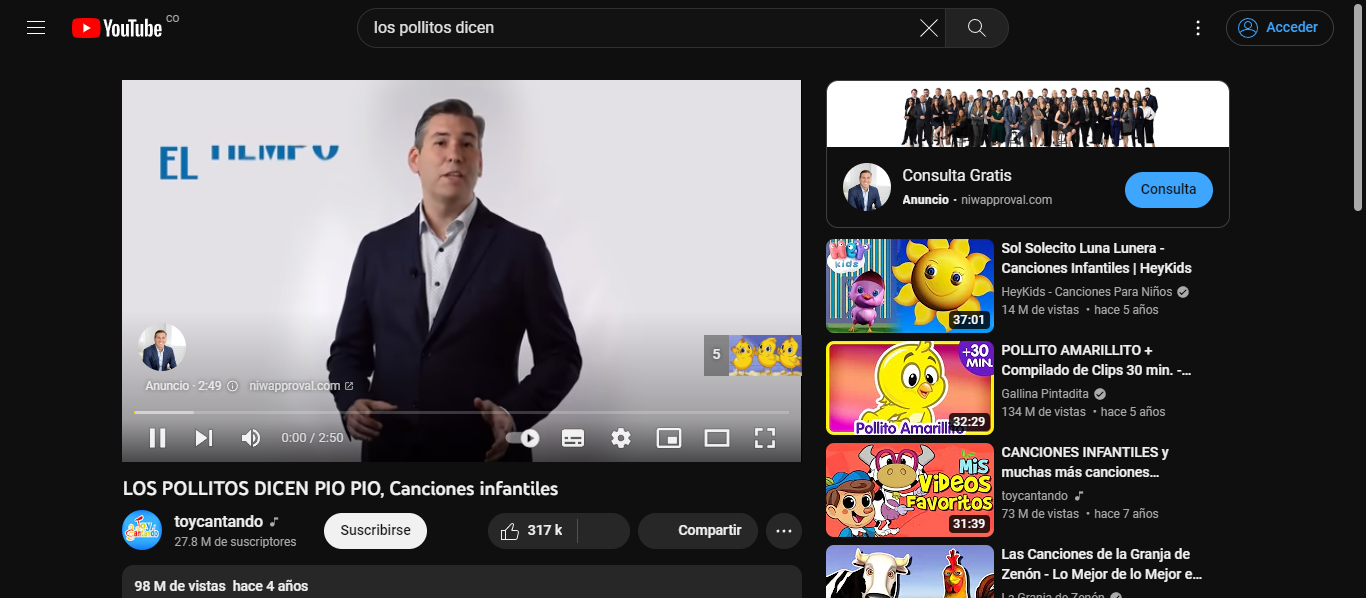 YouTube CO
los pollitos dicen
Acceder
EL TIEMPO
5
Anuncio · 2:49
niwapproval.com
0:00 / 2:50
LOS POLLITOS DICEN PIO PIO, Canciones infantiles
toycantando
27.8 M de suscriptores
Suscribirse
317 k
Compartir
98 M de vistas hace 4 años
Consulta Gratis
Anuncio · niwapproval.com
Consulta
Hey
kids
37:01
Sol Solecito Luna Lunera -
Canciones Infantiles | HeyKids
HeyKids - Canciones Para Niños
14 M de vistas • hace 5 años
+30
MIN.
Pollito Amarillito
32:29
POLLITO AMARILLITO +
Compilado de Clips 30 min. -...
Gallina Pintadita
134 M de vistas • hace 5 años
Mis
Videos
Favoritos
31:39
CANCIONES INFANTILES y
muchas más canciones...
toycantando
73 M de vistas • hace 7 años
Las Canciones de la Granja de
Zenón - Lo Mejor de lo Mejor e...
La Granja de Zenón